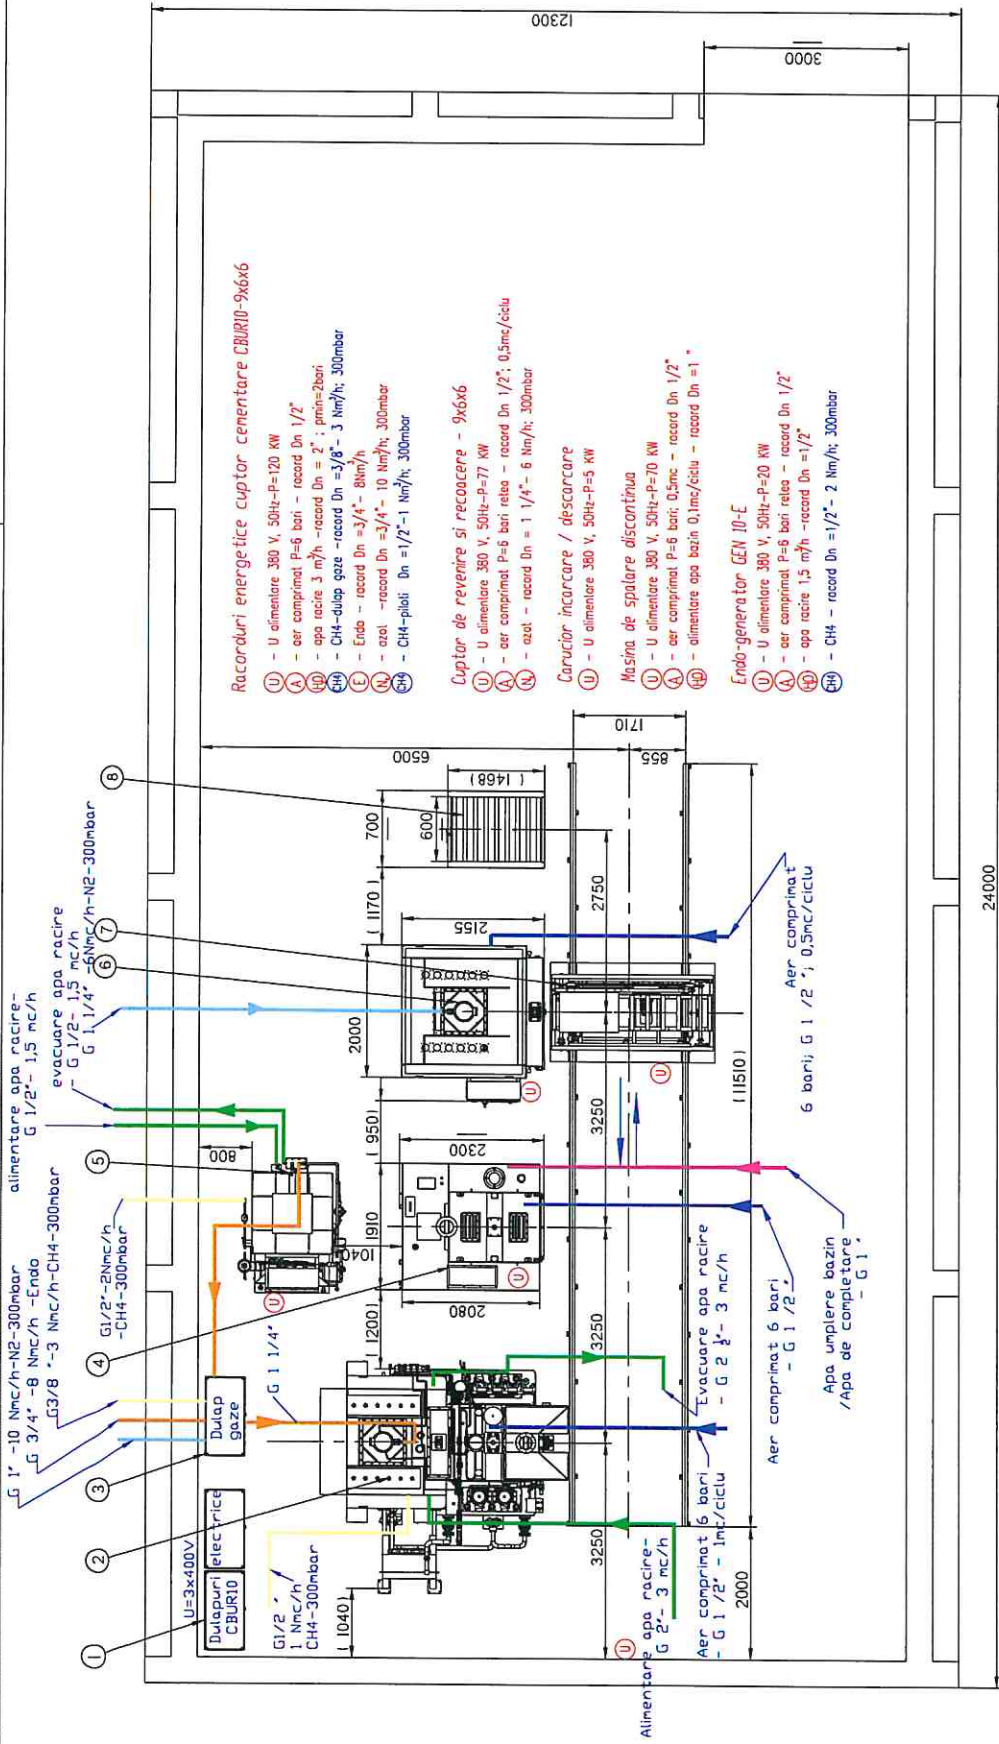 G 1" -10 Nmc/h-N2-300mbar
G 3/4" -8 Nmc/h -Endo
G3/8 "-3 Nmc/h-CH4-300mbar
G1/2"-2Nmc/h
-CH4-300mbar
alimentare apa racire-
G 1/2"- 1,5 mc/h
evacuare apa racire
- G 1/2- 1,5 mc/h
G 1 1/4" -6Nmc/h-N2-300mbar
1
2
3
4
5
6
7
8
U=3x400V
Dulapuri electrice
CBUR10
Dulap
gaze
G 1 1/4"
G1/2 "
1 Nmc/h
CH4-300mbar
( 1040)
( 1200)
1910
( 950)
2000
( 1170)
700
600
800
1040
2080
2300
2155
( 1468)
6500
1710
855
3250
3250
3250
2750
2000
( 11510)
24000
12300
3000
U
U
U
U
U
Alimentare apa racire-
G 2"- 3 mc/h
Aer comprimat 6 bari
- G 1 /2" - 1mc/ciclu
Evacuare apa racire
- G 2 ½"- 3 mc/h
Aer comprimat 6 bari
- G 1 /2"
Apa umplere bazin
/Apa de completare
- G 1"
Aer comprimat
6 bari; G 1 /2 "; 0,5mc/ciclu
Racorduri energetice cuptor cementare CBUR10-9x6x6
U - U alimentare 380 V, 50Hz-P=120 KW
A - aer comprimat P=6 bari - racord Dn 1/2"
H2O - apa racire 3 m³/h -racord Dn = 2" ; pmin=2bari
CH4 - CH4-dulap gaze -racord Dn =3/8"- 3 Nm³/h; 300mbar
E - Endo - racord Dn =3/4"- 8Nm³/h
N2 - azot -racord Dn =3/4"- 10 Nm³/h; 300mbar
CH4 - CH4-piloti Dn =1/2"-1 Nm³/h; 300mbar
Cuptor de revenire si recoacere - 9x6x6
U - U alimentare 380 V, 50Hz-P=77 KW
A - aer comprimat P=6 bari retea - racord Dn 1/2"; 0,5mc/ciclu
N2 - azot - racord Dn = 1 1/4"- 6 Nm/h; 300mbar
Carucior incarcare / descarcare
U - U alimentare 380 V, 50Hz-P=5 KW
Masina de spalare discontinua
U - U alimentare 380 V, 50Hz-P=70 KW
A - aer comprimat P=6 bari; 0,5mc - racord Dn 1/2"
H2O - alimentare apa bazin 0,1mc/ciclu - racord Dn =1 "
Endo-generator GEN 10-E
U - U alimentare 380 V, 50Hz-P=20 KW
A - aer comprimat P=6 bari retea - racord Dn 1/2"
H2O - apa racire 1,5 m³/h -racord Dn =1/2"
CH4 - CH4 - racord Dn =1/2"- 2 Nm/h; 300mbar